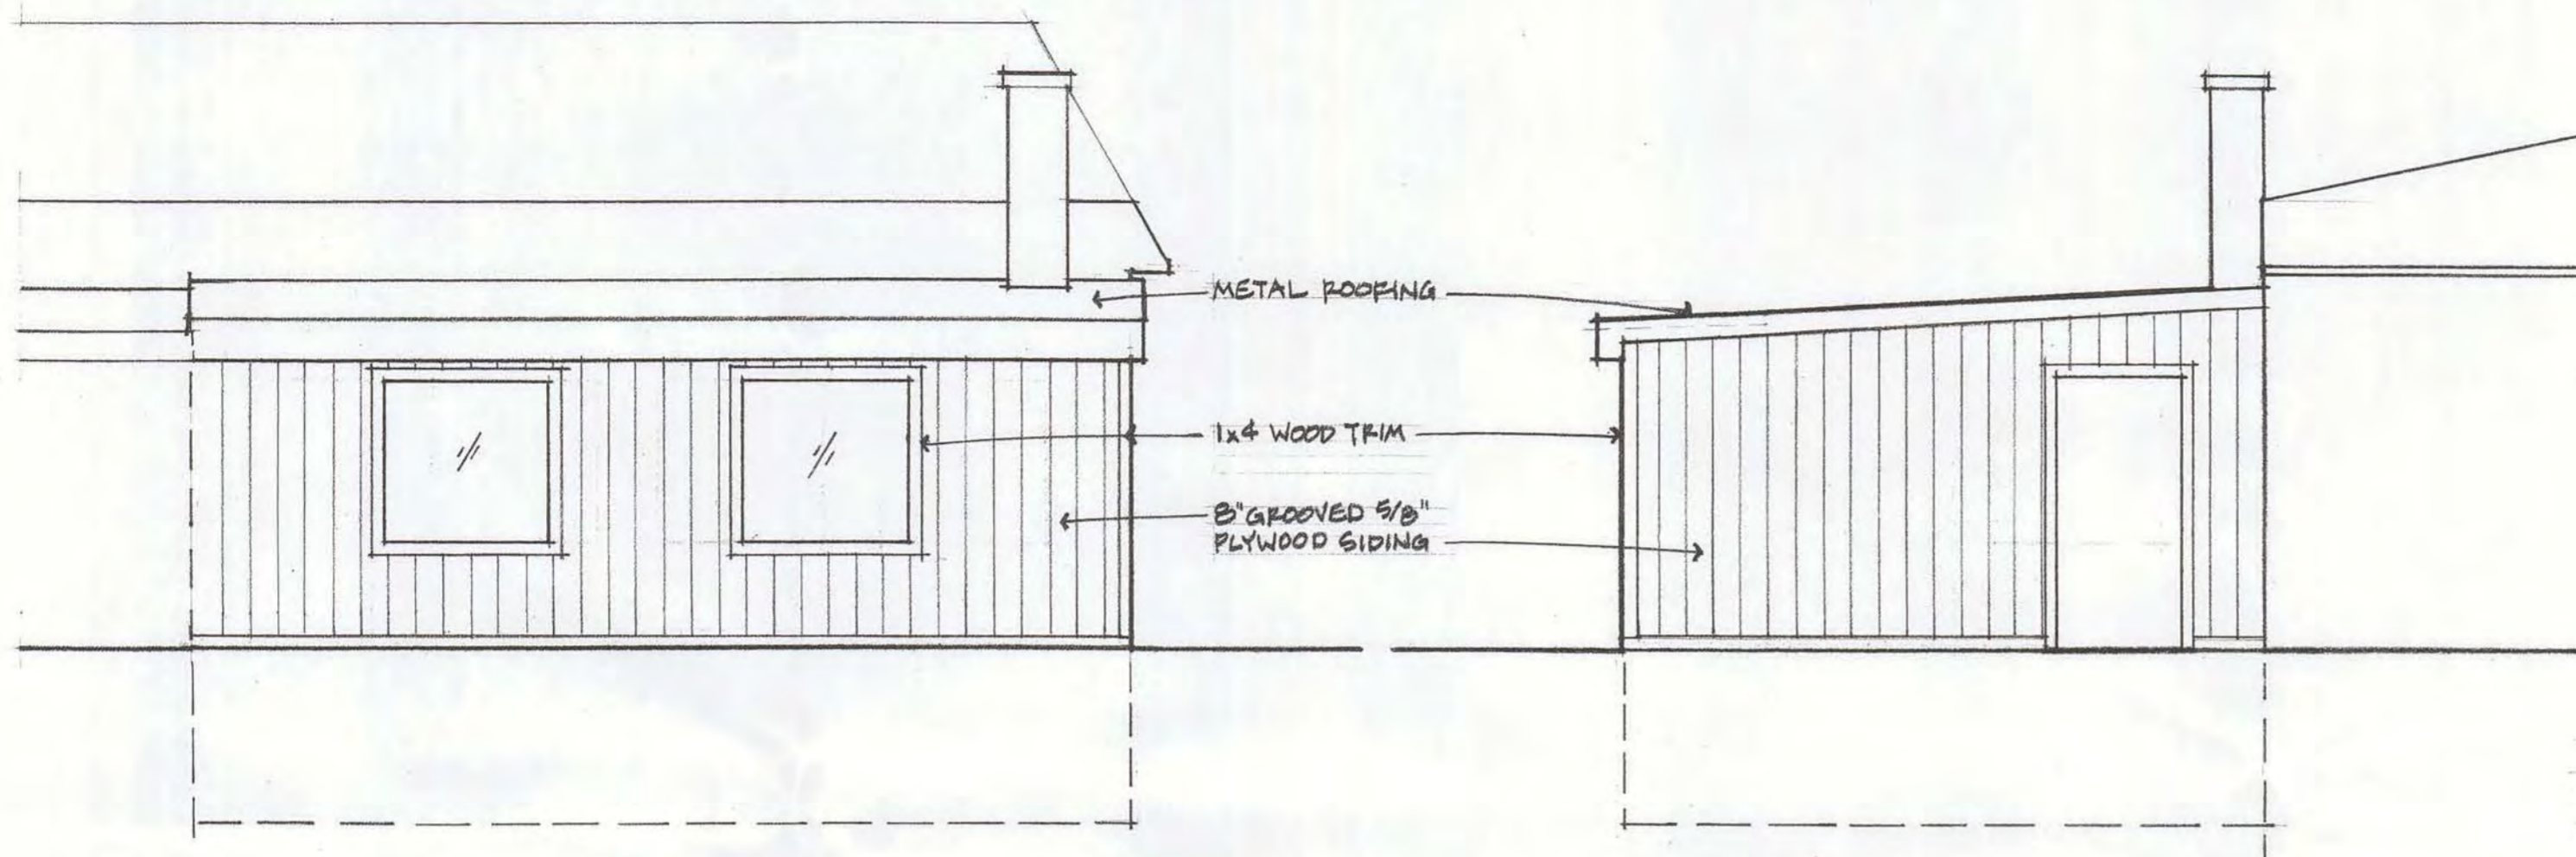 METAL ROOFING
1x4 WOOD TRIM
8" GROOVED 5/8"
PLYWOOD SIDING